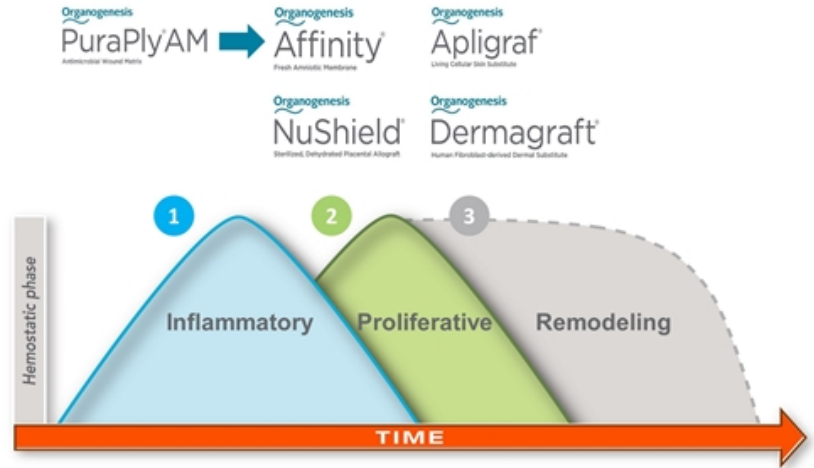 Organogenesis
PuraPly®AM
Antimicrobial Wound Matrix
Organogenesis
Affinity®
Fresh Amniotic Membrane
Organogenesis
Apligraf®
Living Cellular Skin Substitute
Organogenesis
NuShield®
Sterilized, Dehydrated Placental Allograft
Organogenesis
Dermagraft®
Human Fibroblast-derived Dermal Substitute
1
2
3
Hemostatic phase
Inflammatory
Proliferative
Remodeling
TIME